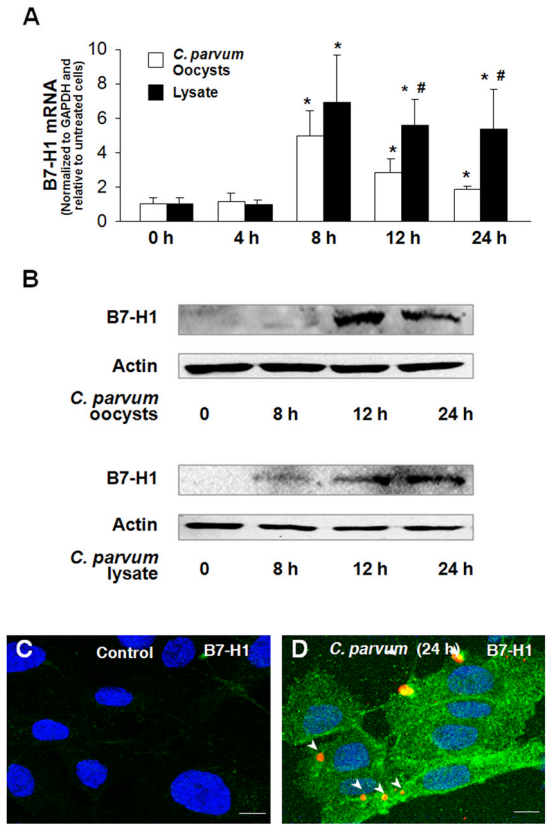 A
B7-H1 mRNA
(Normalized to GAPDH and
relative to untreated cells)
10
8
6
4
2
0
C. parvum
Oocysts
Lysate
*
*
*
* #
*
* #
0 h 4 h 8 h 12 h 24 h
B
B7-H1
Actin
C. parvum
oocysts 0 8 h 12 h 24 h
B7-H1
Actin
C. parvum
lysate 0 8 h 12 h 24 h
C Control B7-H1
D C. parvum (24 h) B7-H1